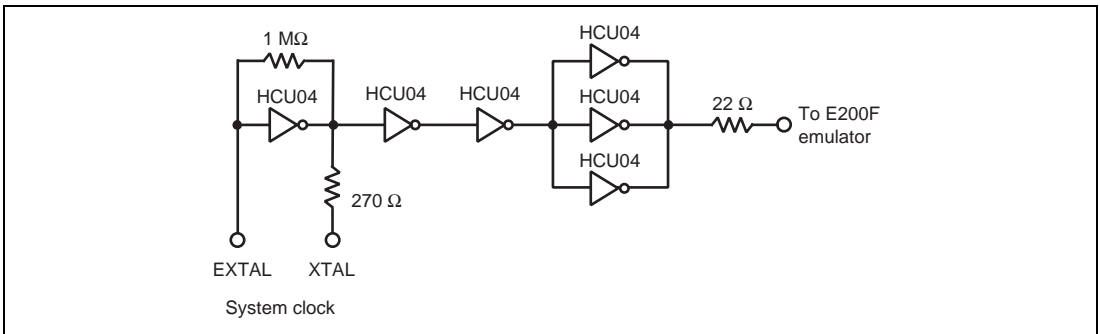 HCU04
1 MΩ
HCU04
HCU04
HCU04
HCU04
22 Ω
To E200F
emulator
HCU04
270 Ω
EXTAL
XTAL
System clock